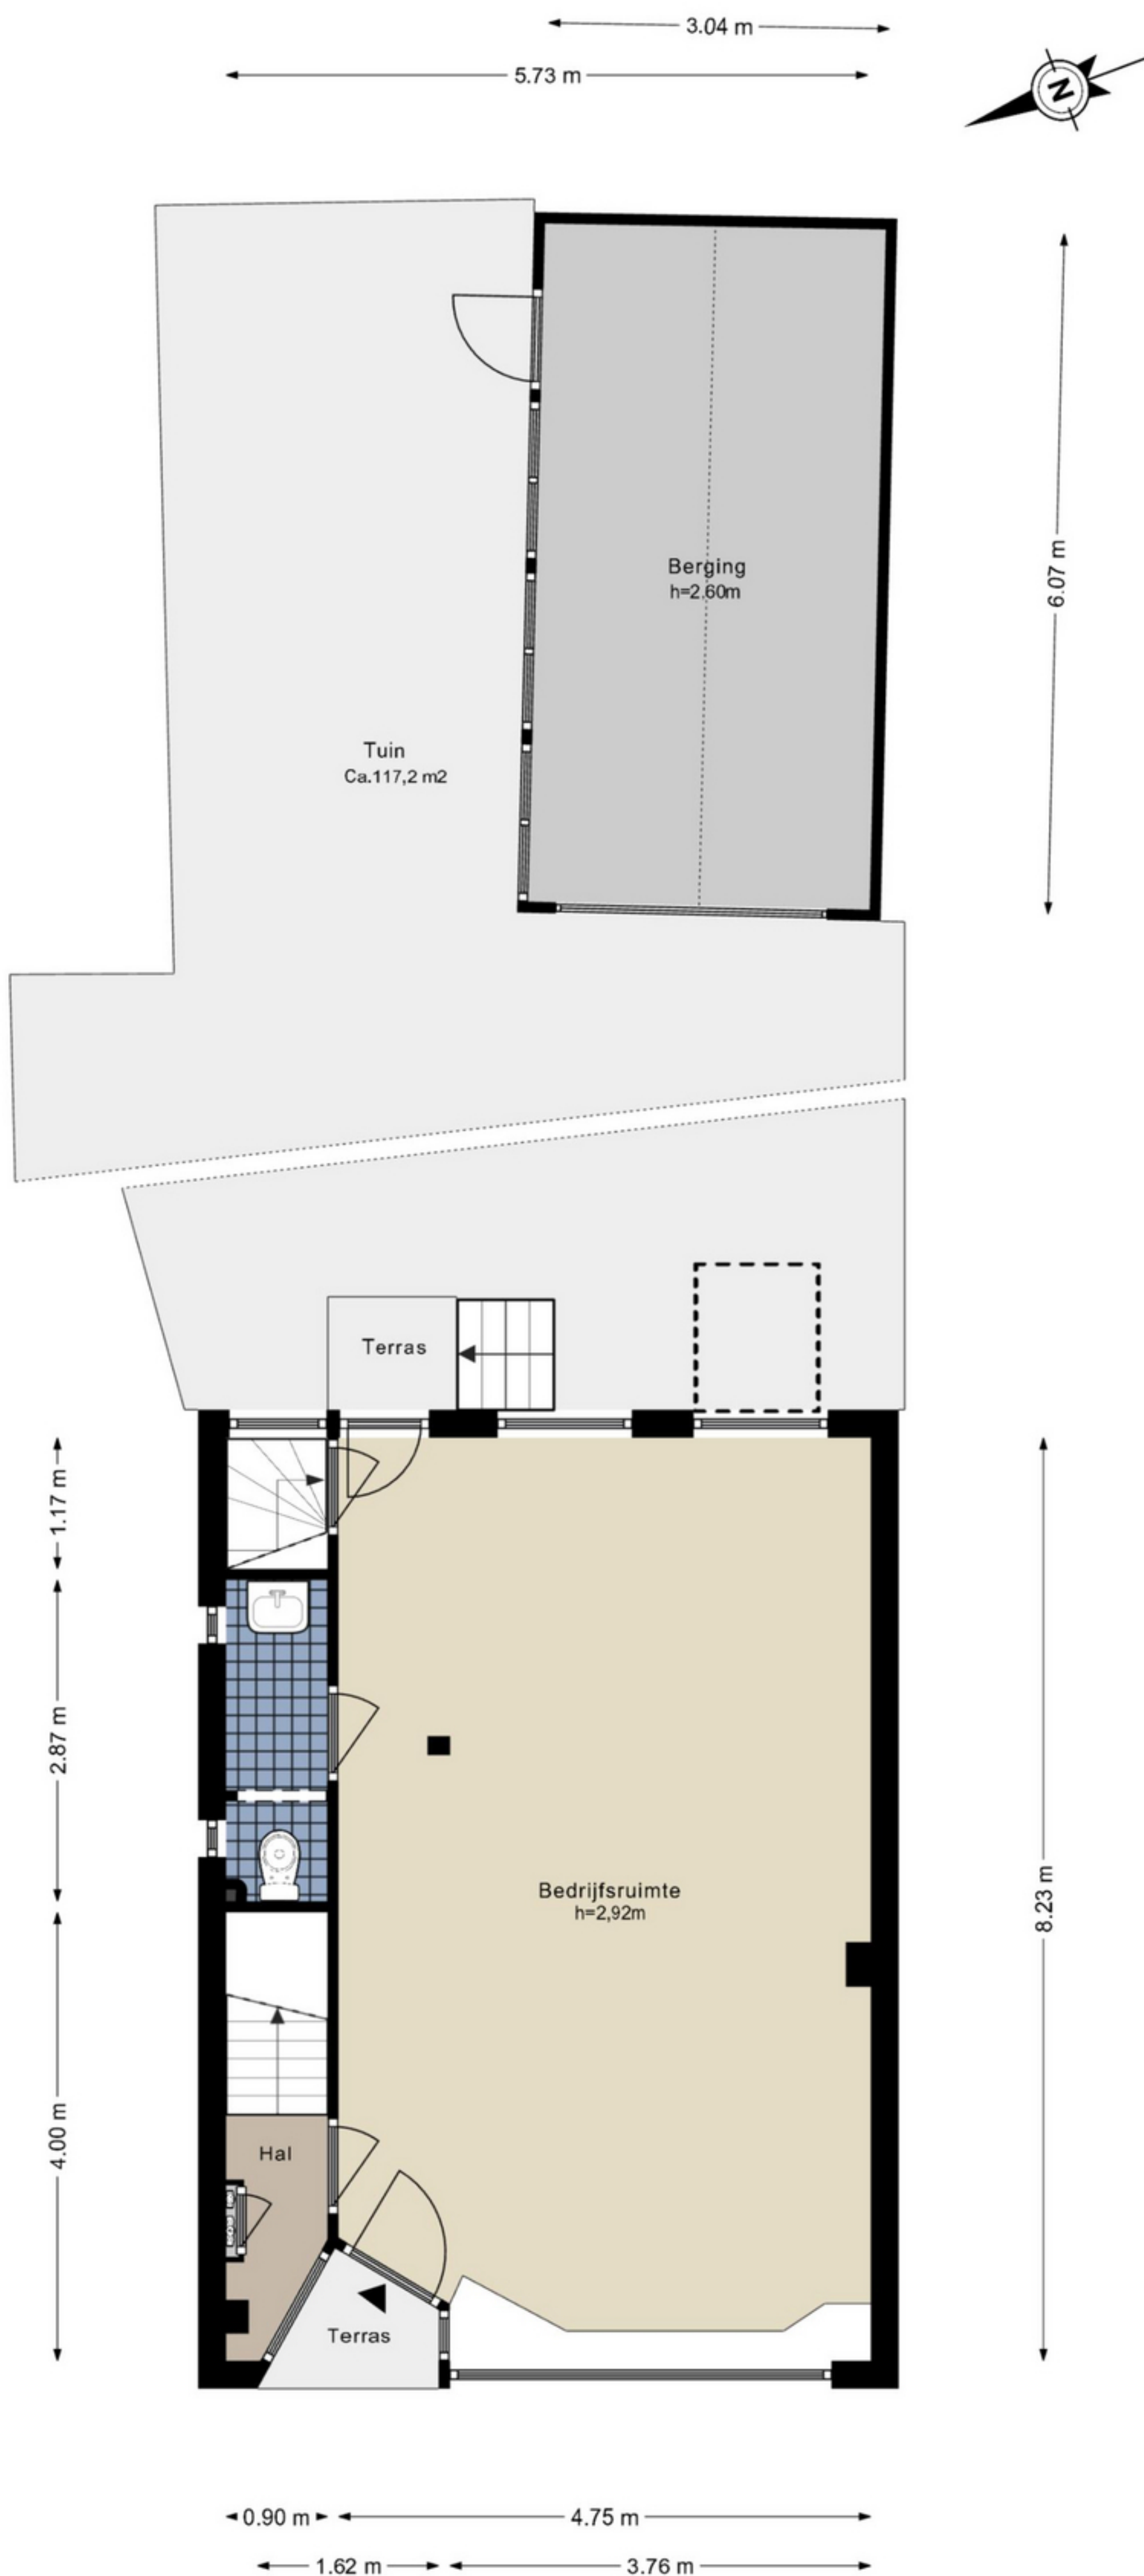 3.04 m
5.73 m
N
6.07 m
Berging
h=2.60m
Tuin
Ca.117,2 m2
Terras
1.17 m
2.87 m
Bedrijfsruimte
h=2,92m
8.23 m
4.00 m
Hal
Terras
0.90 m
4.75 m
1.62 m
3.76 m